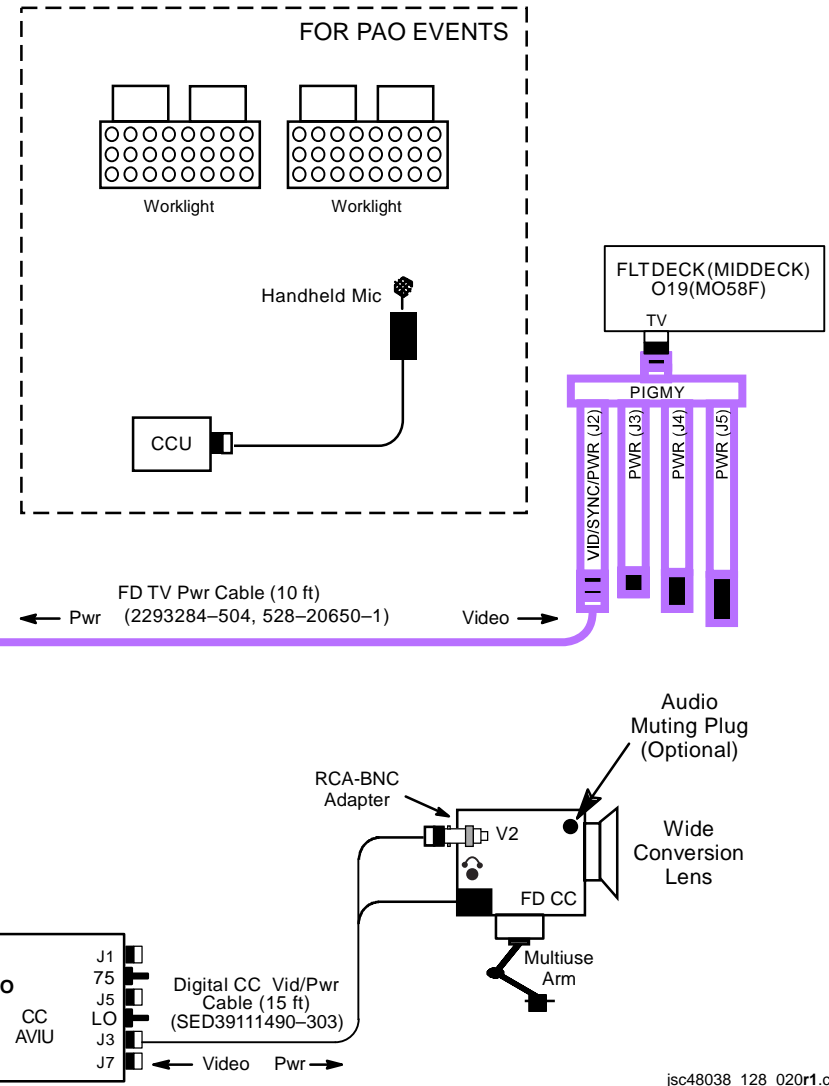 FOR PAO EVENTS
Worklight
Worklight
Handheld Mic
CCU
FLTDECK(MIDDECK)
O19(MO58F)
TV
PIGMY
VID/SYNC/PWR (J2)
PWR (J3)
PWR (J4)
PWR (J5)
FD TV Pwr Cable (10 ft)
Pwr (2293284–504, 528–20650–1) Video
Audio
Muting Plug
(Optional)
RCA-BNC
Adapter
V2
Wide
Conversion
Lens
FD CC
Multiuse
Arm
J1
75
J5
LO
J3
J7
O
CC
AVIU
Digital CC Vid/Pwr
Cable (15 ft)
(SED39111490–303)
Video Pwr
jsc48038_128_020r1.c